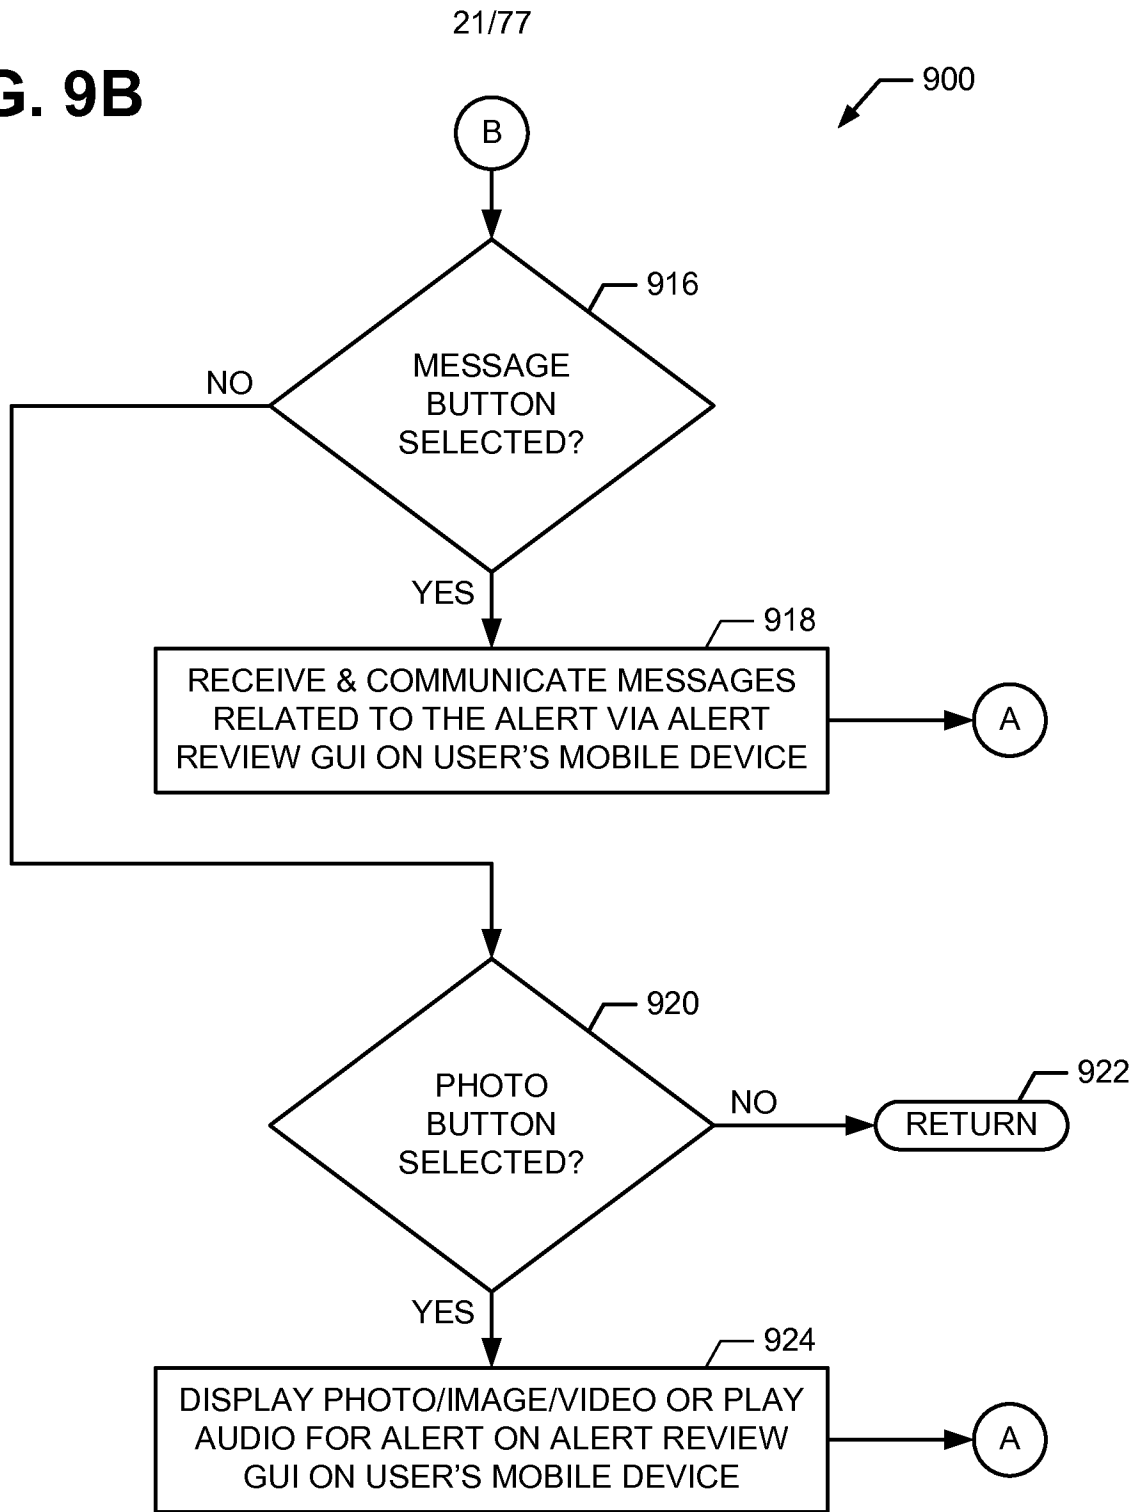 21/77
G. 9B
900
B
916
MESSAGE
BUTTON
SELECTED?
NO
YES
918
RECEIVE & COMMUNICATE MESSAGES
RELATED TO THE ALERT VIA ALERT
REVIEW GUI ON USER'S MOBILE DEVICE
A
920
PHOTO
BUTTON
SELECTED?
NO
922
RETURN
YES
924
DISPLAY PHOTO/IMAGE/VIDEO OR PLAY
AUDIO FOR ALERT ON ALERT REVIEW
GUI ON USER'S MOBILE DEVICE
A